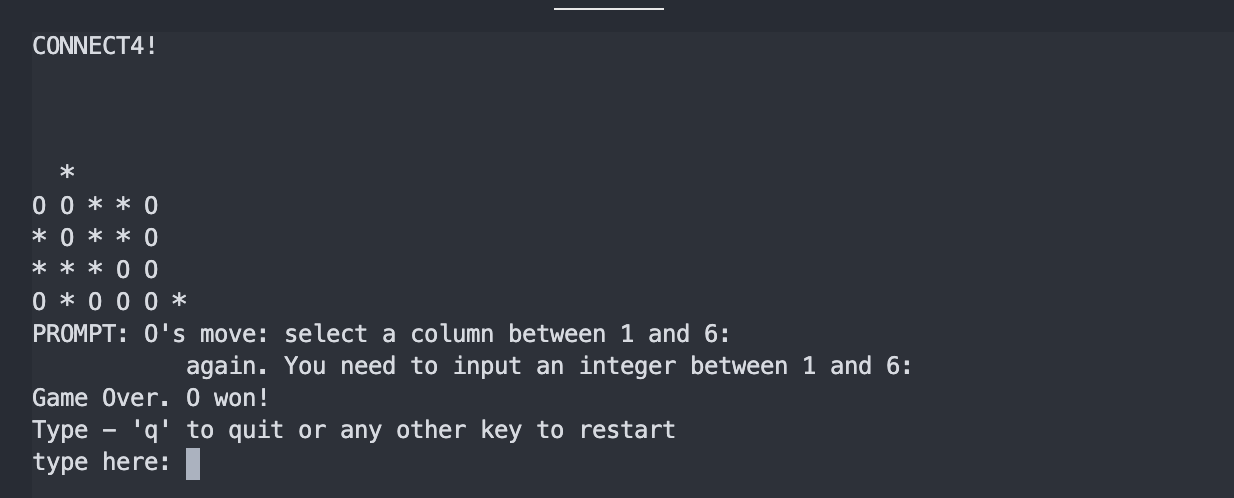 CONNECT4!
  *
O O * * O
* O * * O
* * * O O
O * O O O *
PROMPT: O's move: select a column between 1 and 6:
           again. You need to input an integer between 1 and 6:
Game Over. O won!
Type - 'q' to quit or any other key to restart
type here: